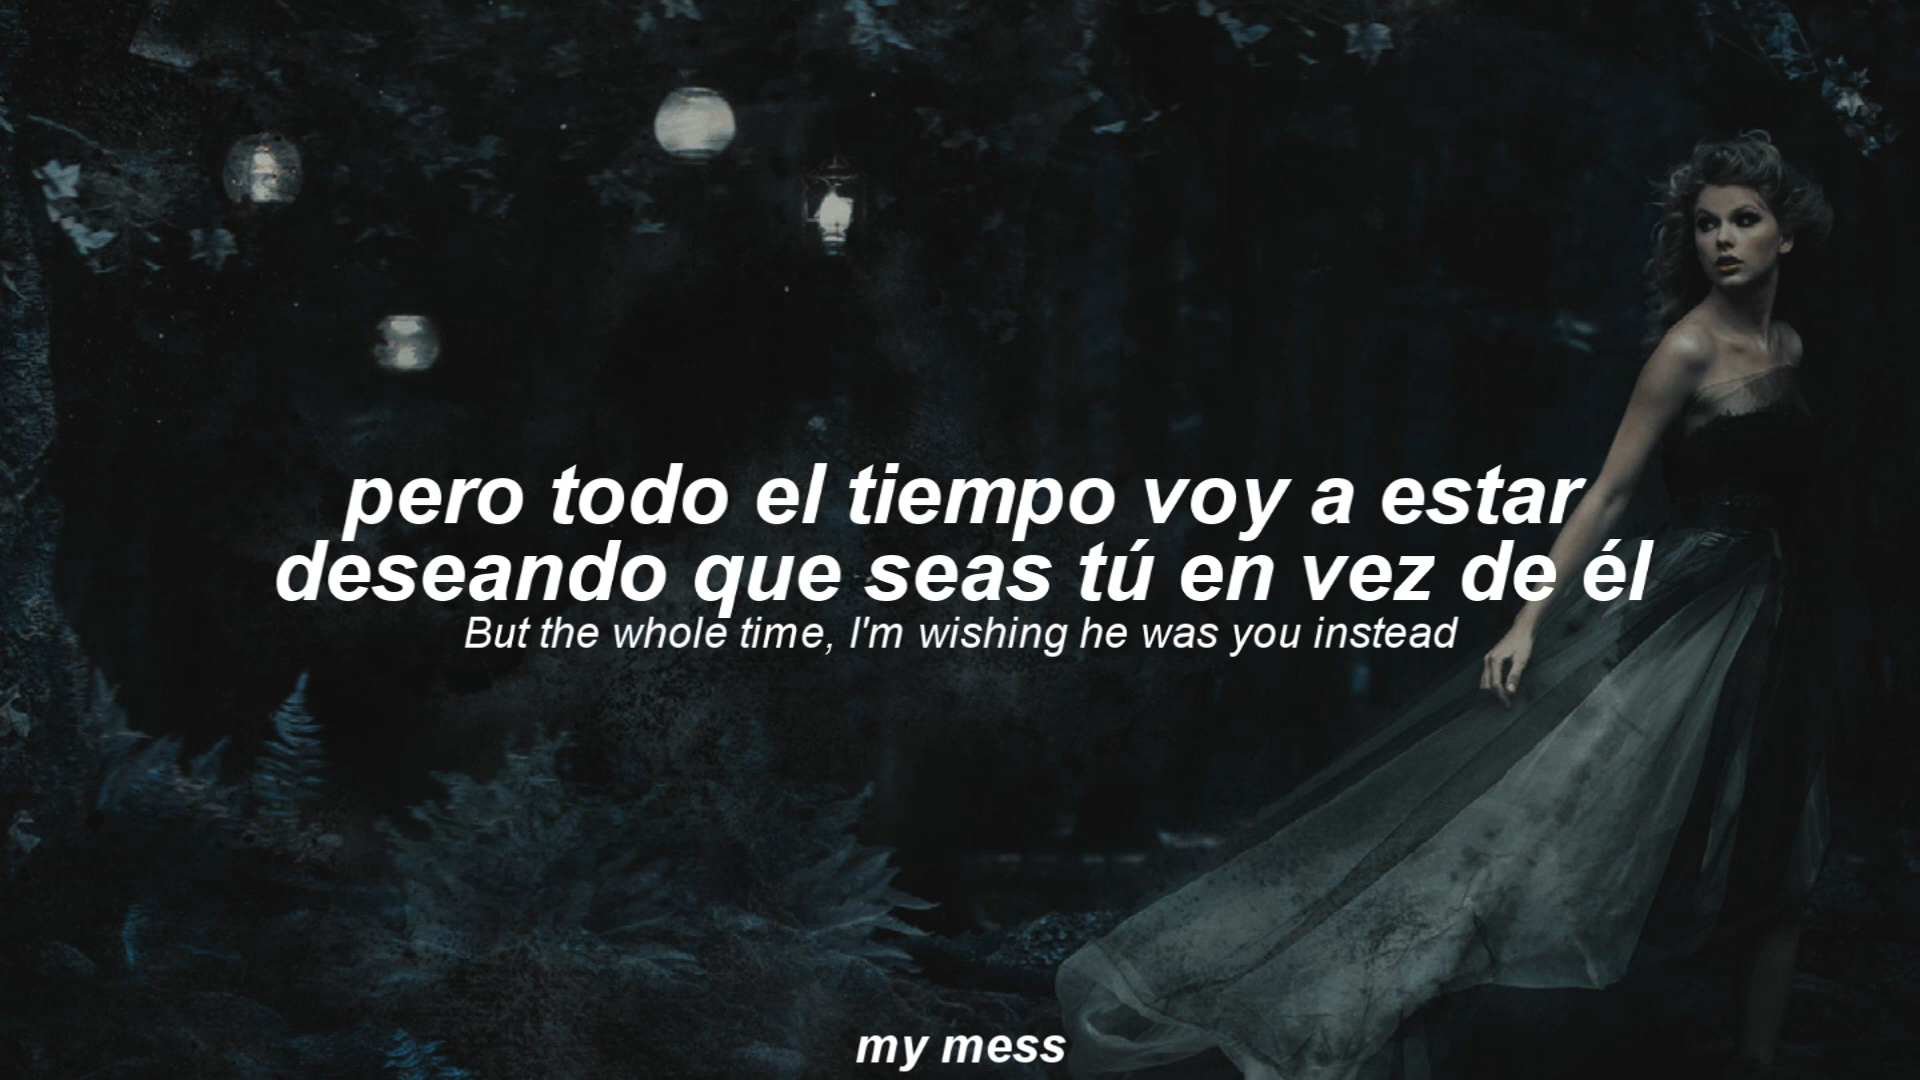 pero todo el tiempo voy a estar
deseando que seas tú en vez de él
But the whole time, I'm wishing he was you instead
my mess